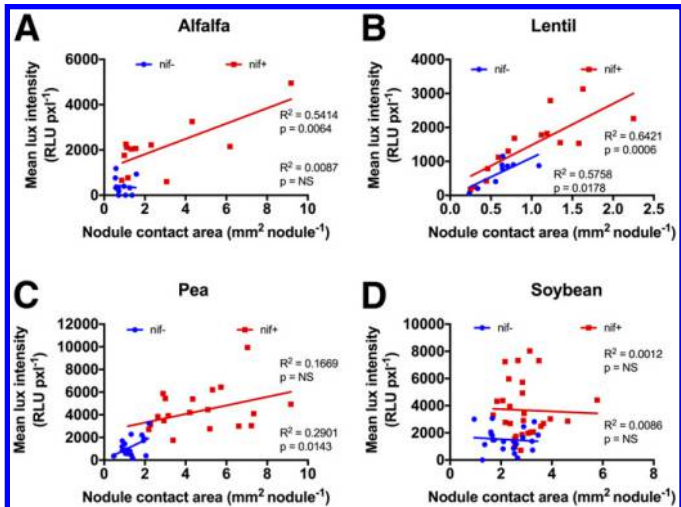 A
Alfalfa
nif-
nif+
6000
4000
2000
0
0 2 4 6 8 10
Mean lux intensity
(RLU pxl⁻¹)
Nodule contact area (mm² nodule⁻¹)
R² = 0.5414
p = 0.0064
R² = 0.0087
p = NS
B
Lentil
nif-
nif+
4000
3000
2000
1000
0
0.0 0.5 1.0 1.5 2.0 2.5
Mean lux intensity
(RLU pxl⁻¹)
Nodule contact area (mm² nodule⁻¹)
R² = 0.6421
p = 0.0006
R² = 0.5758
p = 0.0178
C
Pea
nif-
nif+
12000
10000
8000
6000
4000
2000
0
0 2 4 6 8 10
Mean lux intensity
(RLU pxl⁻¹)
Nodule contact area (mm² nodule⁻¹)
R² = 0.1669
p = NS
R² = 0.2901
p = 0.0143
D
Soybean
nif-
nif+
10000
8000
6000
4000
2000
0
0 2 4 6 8
Mean lux intensity
(RLU pxl⁻¹)
Nodule contact area (mm² nodule⁻¹)
R² = 0.0012
p = NS
R² = 0.0086
p = NS